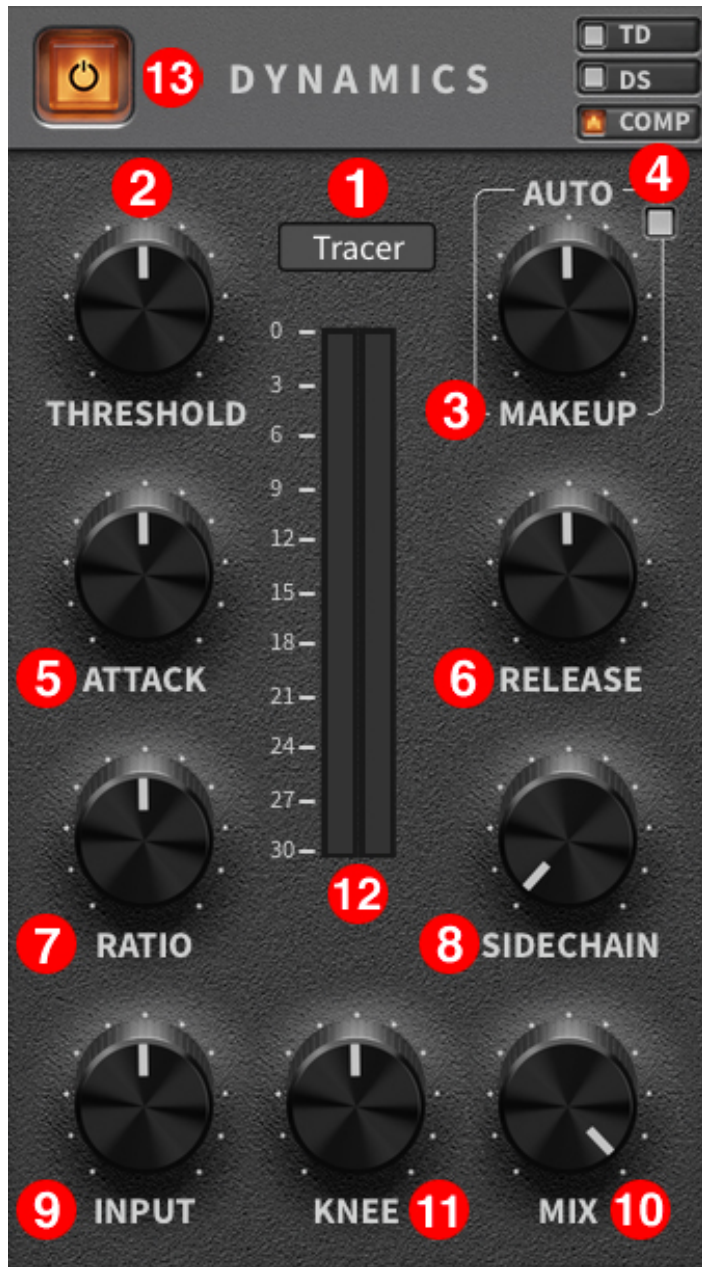 TD
13 DYNAMICS DS
COMP
2 1 AUTO 4
Tracer
0
3
THRESHOLD 3 MAKEUP
6
9
12
15
18
5 ATTACK 6 RELEASE
21
24
27
30
12
7 RATIO 8 SIDECHAIN
9 INPUT KNEE 11 MIX 10